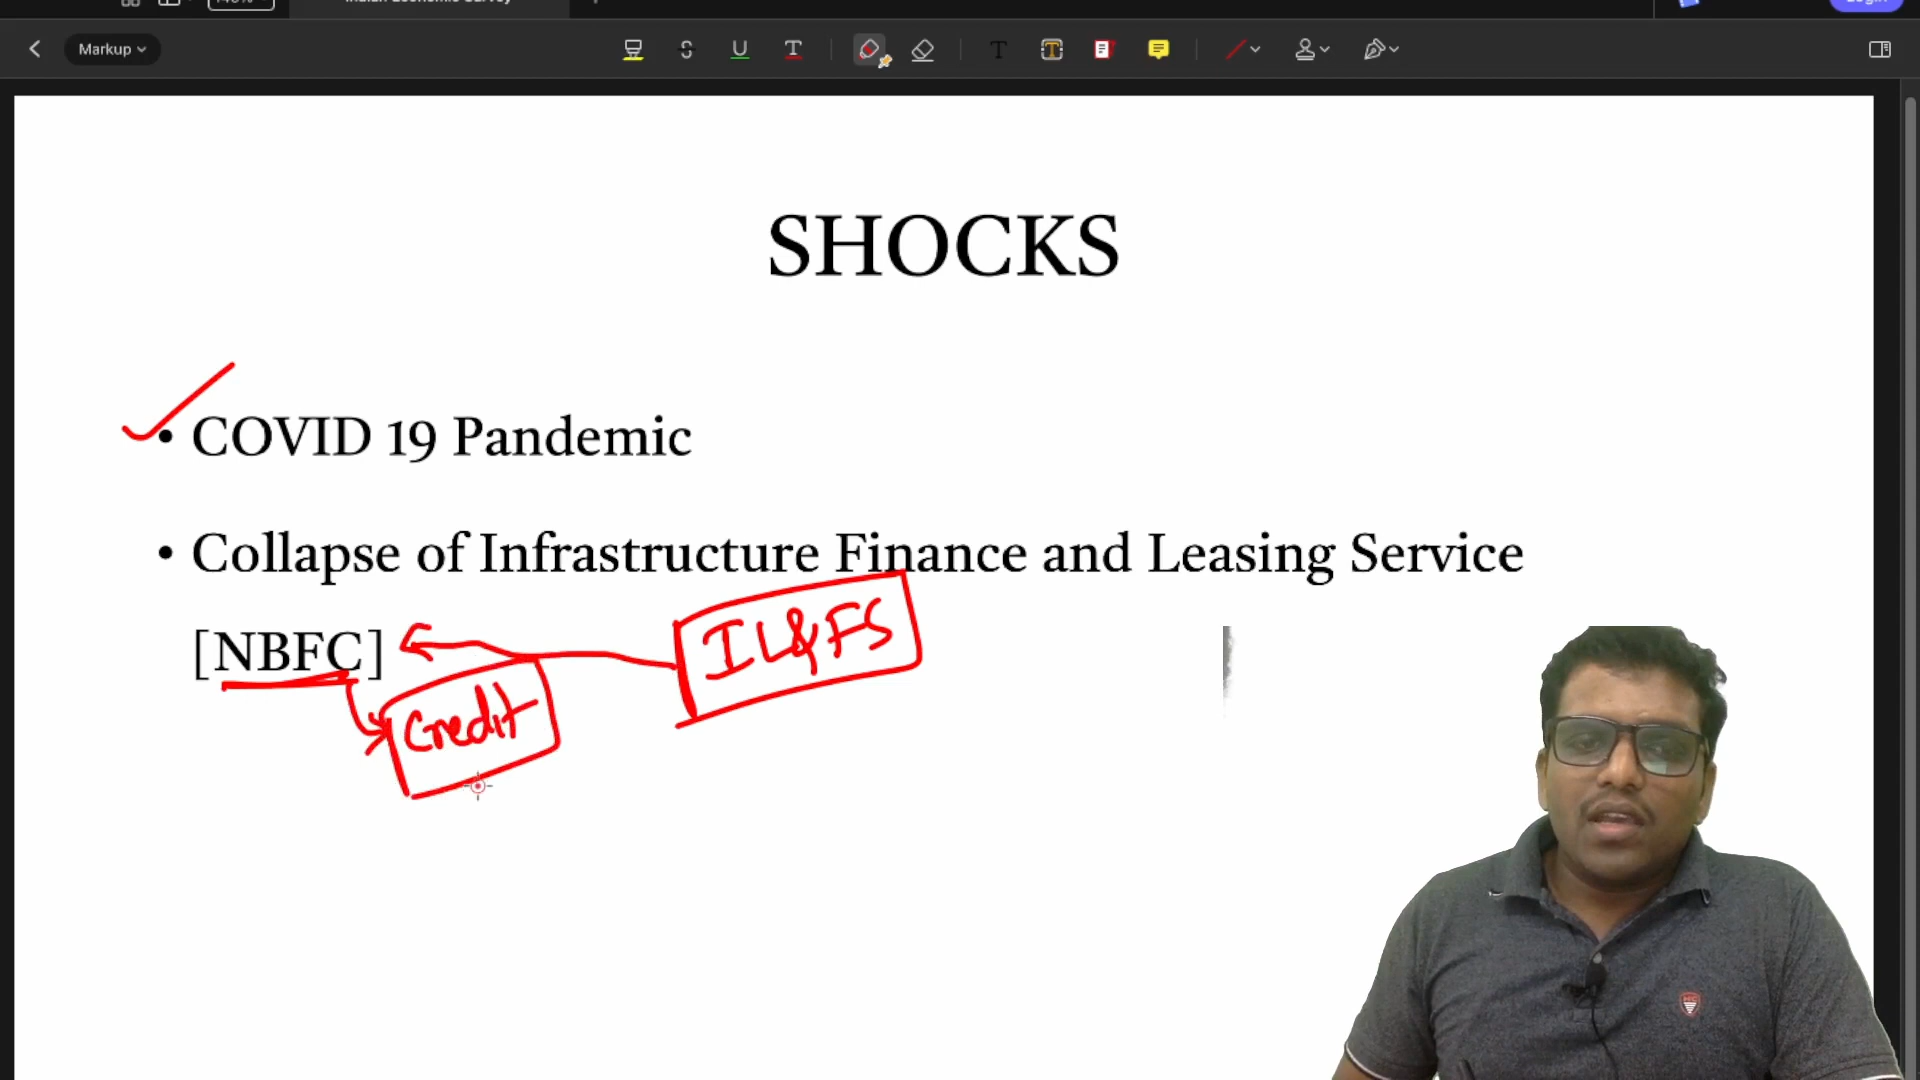 Markup
SHOCKS
• COVID 19 Pandemic
• Collapse of Infrastructure Finance and Leasing Service
[NBFC]
IL&FS
Credit